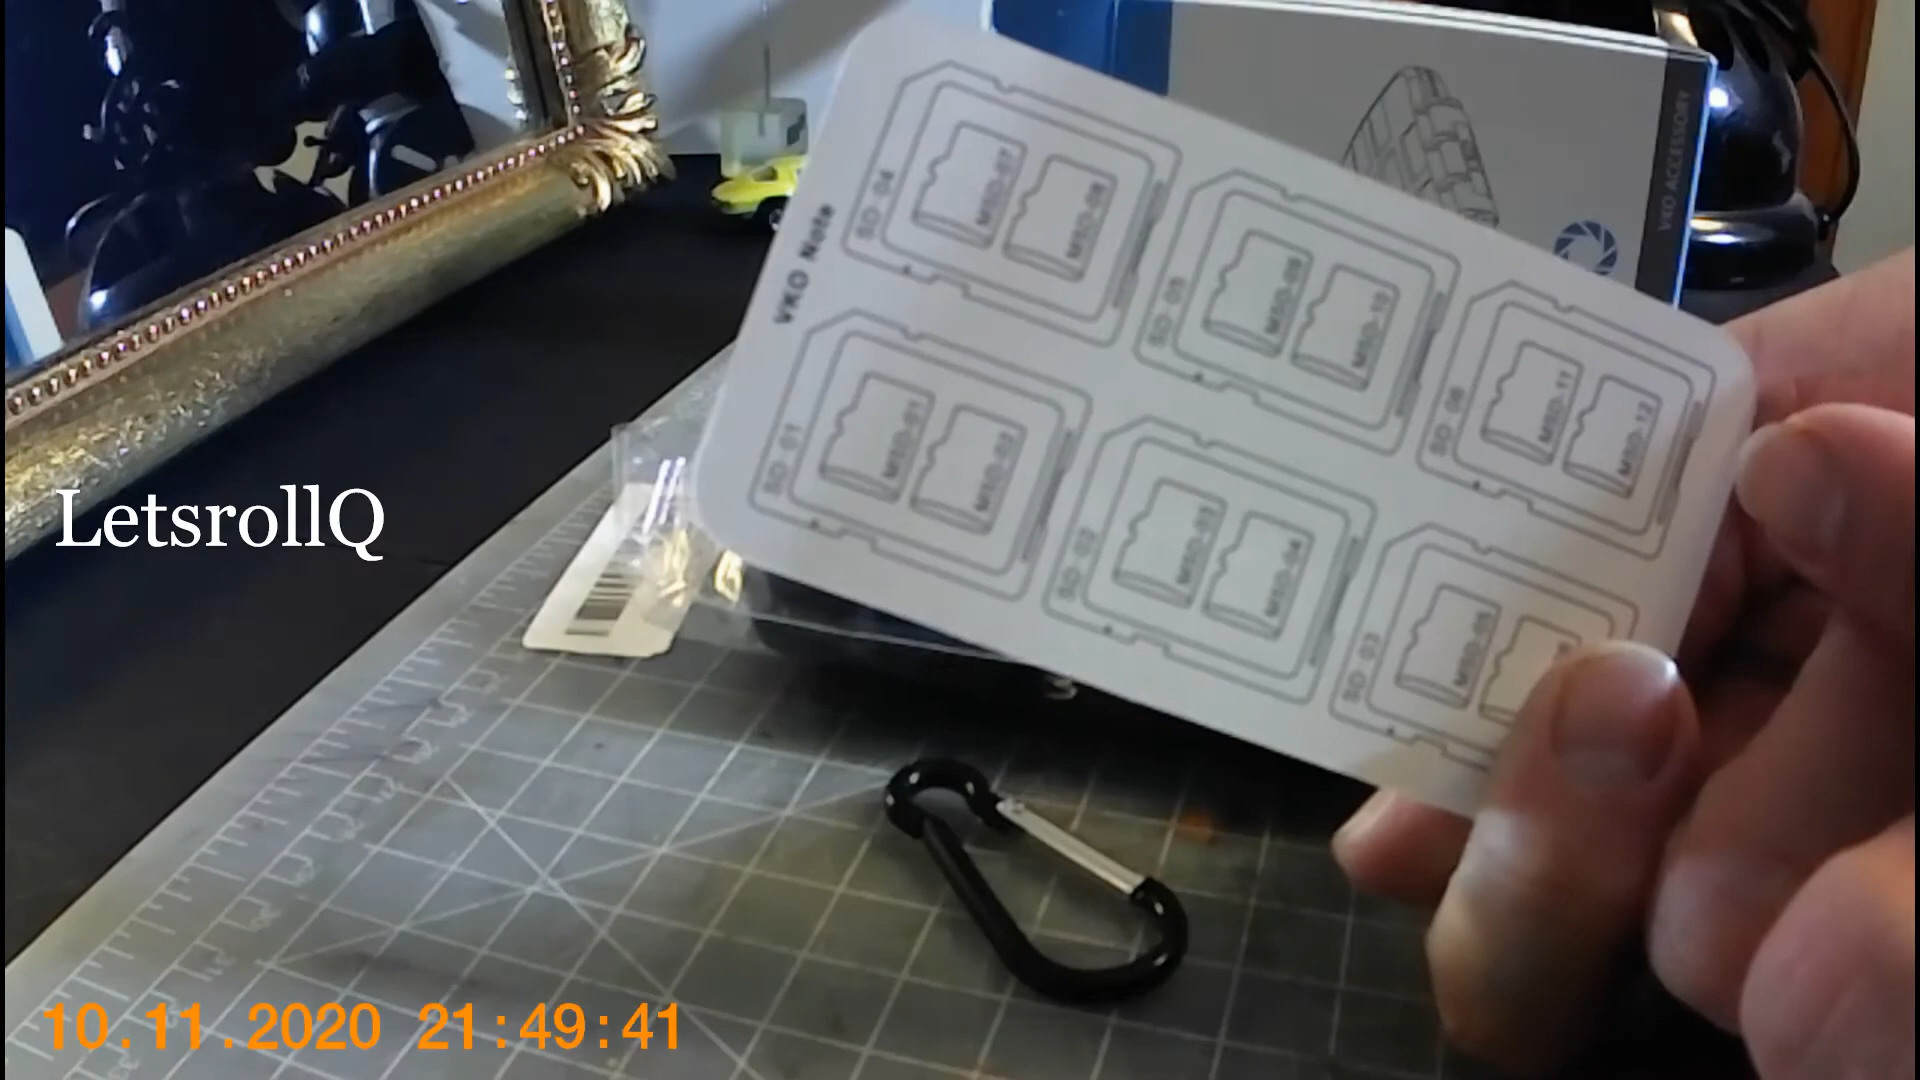 VKO ACCESSORY
VKO Note
SD 04
MSD-07
MSD-08
SD 05
MSD-09
MSD-10
SD 06
MSD-11
MSD-12
SD 01
MSD-01
MSD-02
SD 02
MSD-03
MSD-04
SD 03
MSD-05
LetsrollQ
10.11.2020 21:49:41